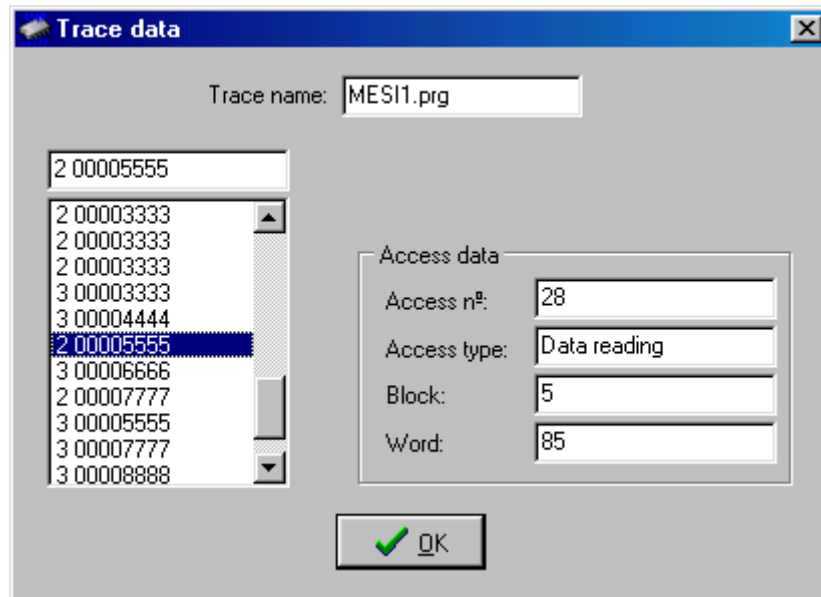 Trace data
Trace name: MESI1.prg
2 00005555
2 00003333
2 00003333
2 00003333
3 00003333
3 00004444
2 00005555
3 00006666
2 00007777
3 00005555
3 00007777
3 00008888
Access data
Access nº: 28
Access type: Data reading
Block: 5
Word: 85
OK